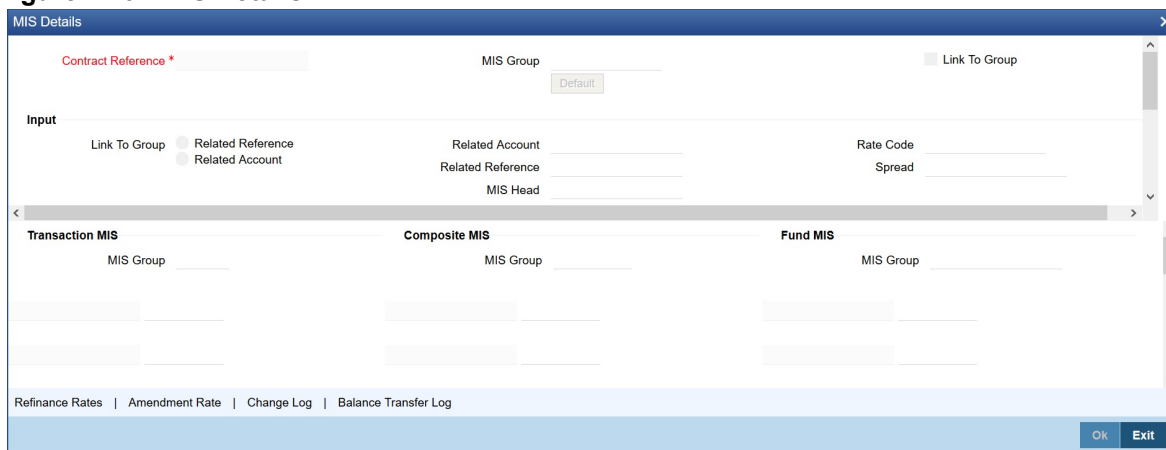 MIS Details
Contract Reference * MIS Group Link To Group
Default
Input
Link To Group Related Reference Related Account Rate Code
Related Account Related Reference Spread
MIS Head
Transaction MIS Composite MIS Fund MIS
MIS Group MIS Group MIS Group
Refinance Rates | Amendment Rate | Change Log | Balance Transfer Log
Ok Exit